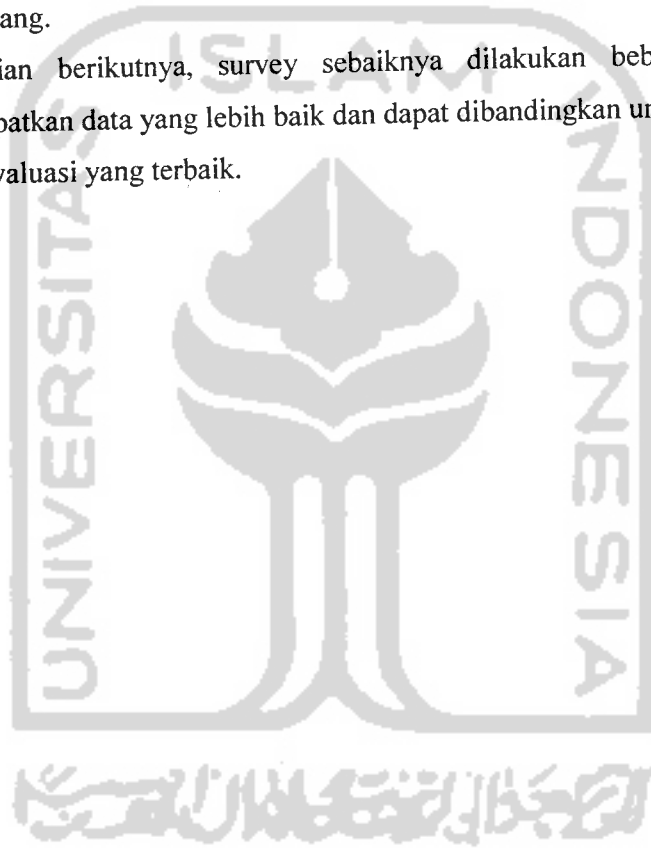 ang.
ian berikutnya, survey sebaiknya dilakukan beb
patkan data yang lebih baik dan dapat dibandingkan un
valuasi yang terbaik.
ISLAM
UNIVERSITAS
INDONESIA